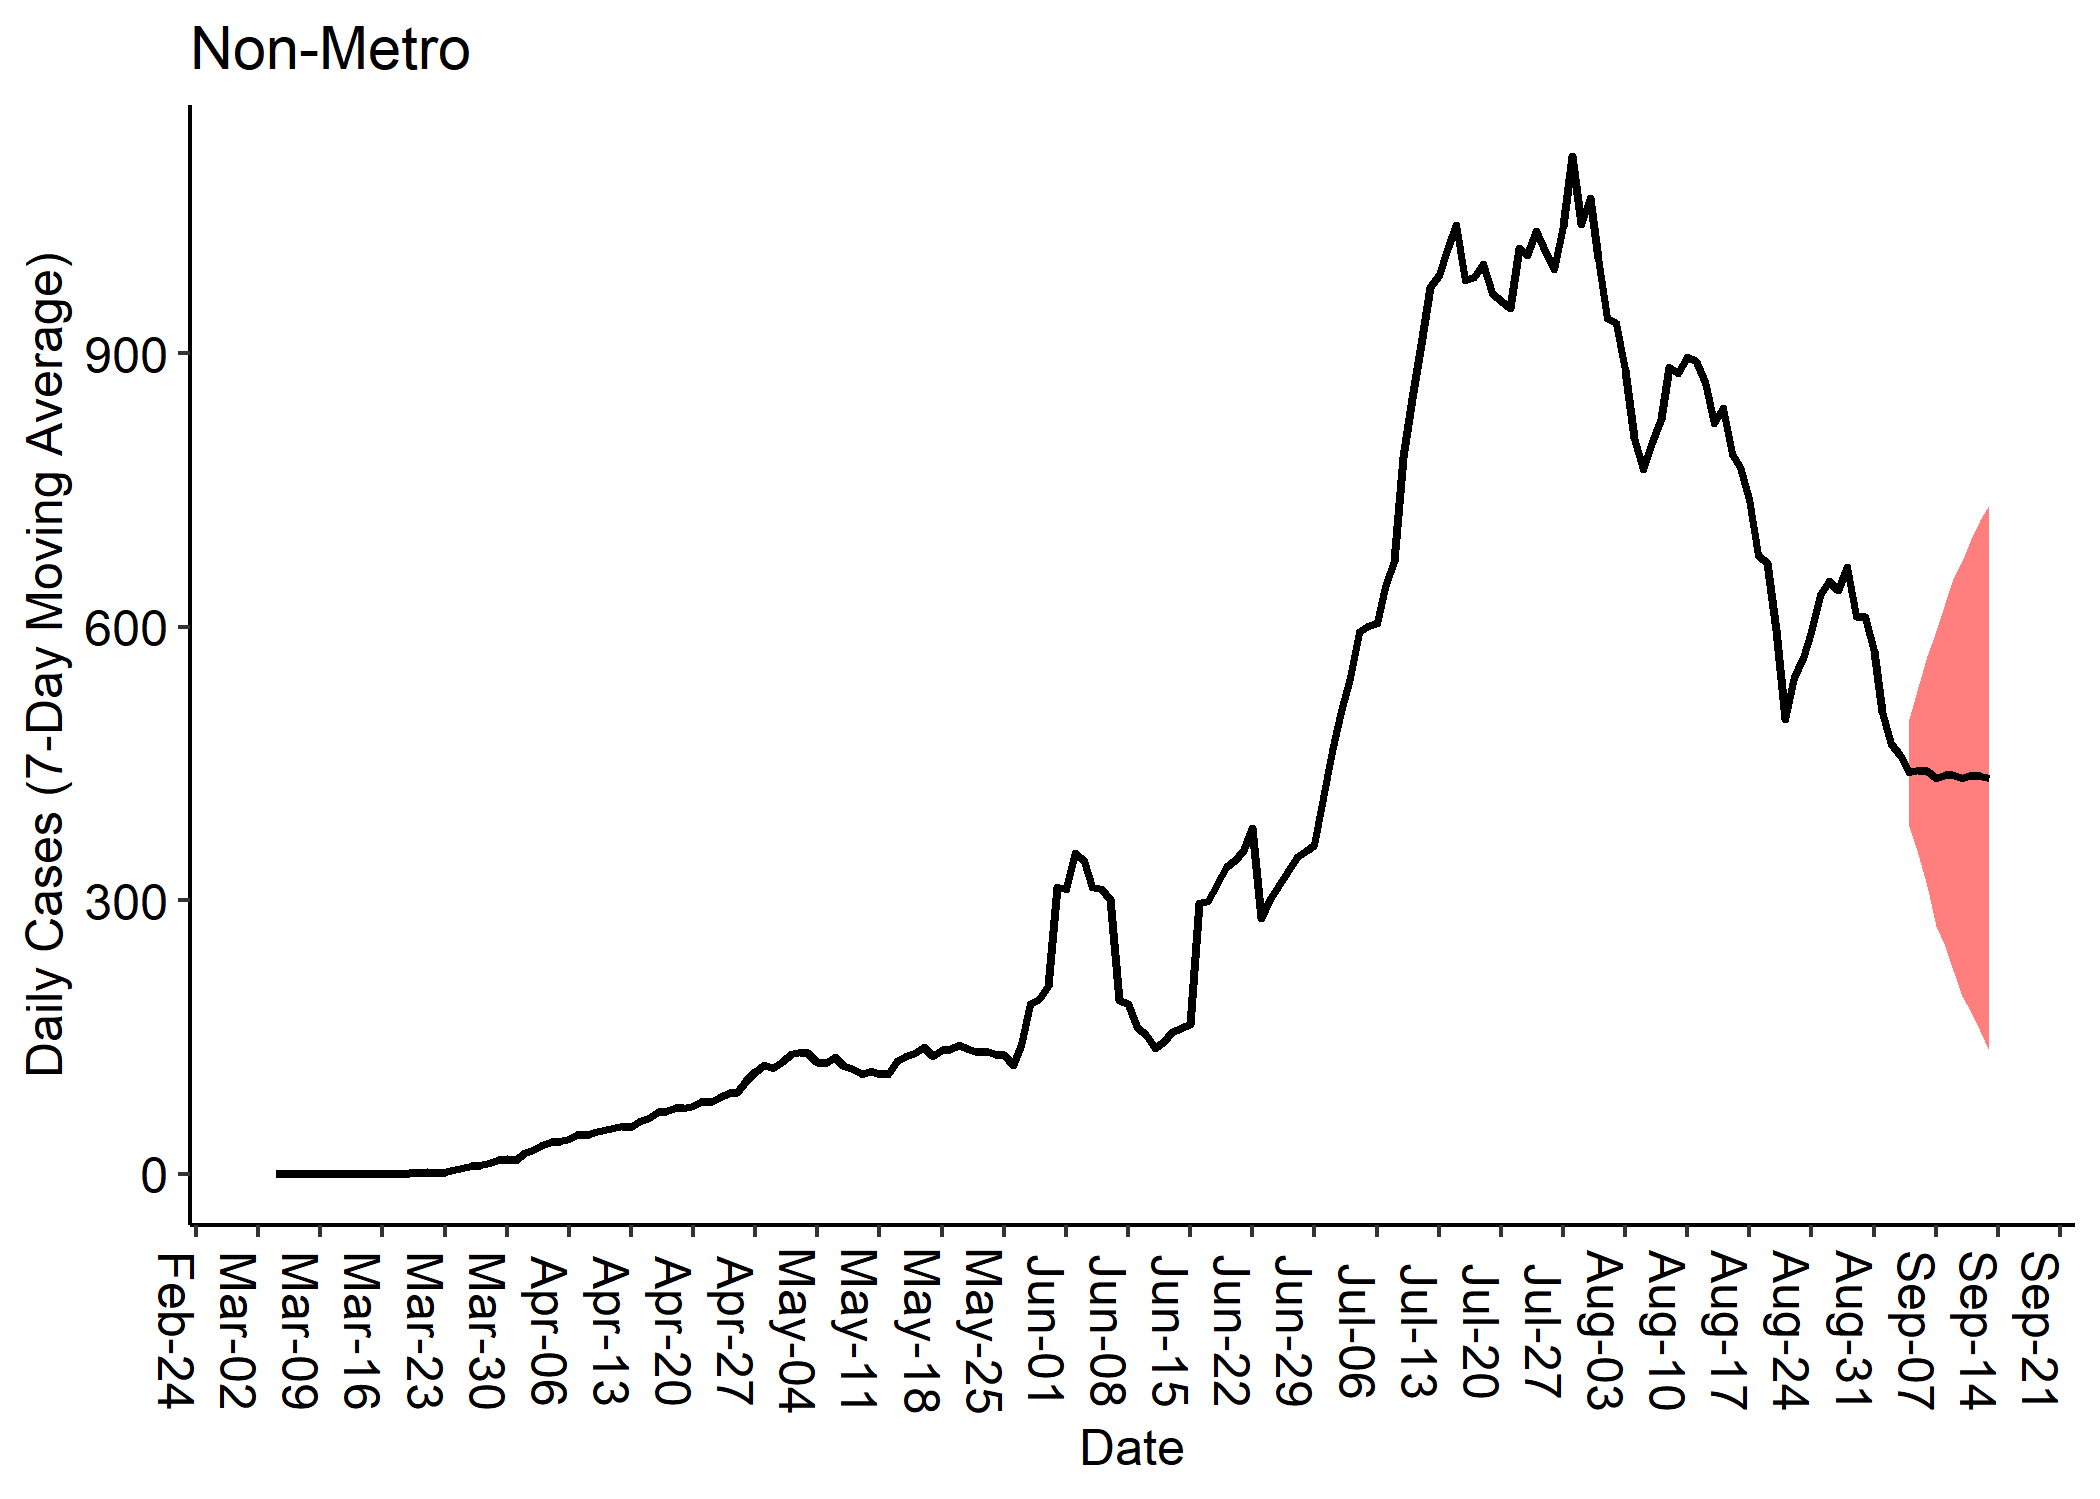 Non-Metro
Daily Cases (7-Day Moving Average)
900
600
300
0
Feb-24
Mar-02
Mar-09
Mar-16
Mar-23
Mar-30
Apr-06
Apr-13
Apr-20
Apr-27
May-04
May-11
May-18
May-25
Jun-01
Jun-08
Jun-15
Jun-22
Jun-29
Jul-06
Jul-13
Jul-20
Jul-27
Aug-03
Aug-10
Aug-17
Aug-24
Aug-31
Sep-07
Sep-14
Sep-21
Date